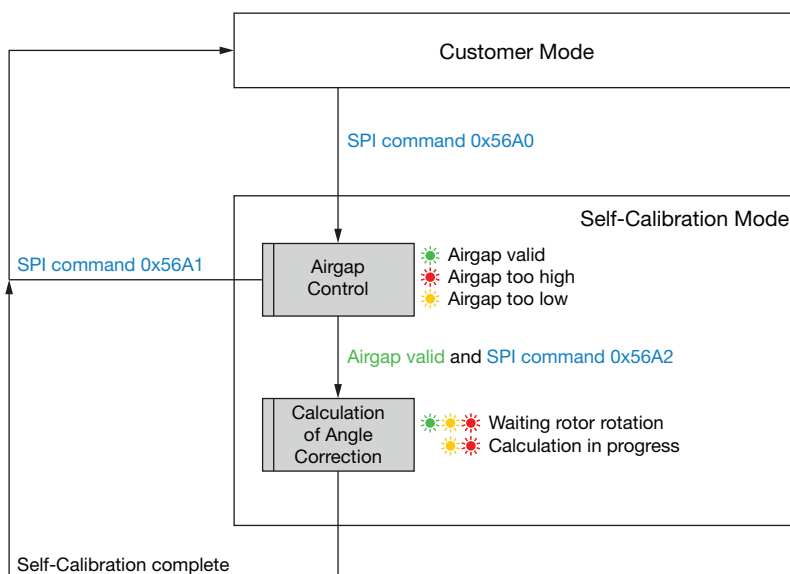 Customer Mode
SPI command 0x56A0
Self-Calibration Mode
SPI command 0x56A1
Airgap
Control
Airgap valid
Airgap too high
Airgap too low
Airgap valid and SPI command 0x56A2
Calculation
of Angle
Correction
Waiting rotor rotation
Calculation in progress
Self-Calibration complete